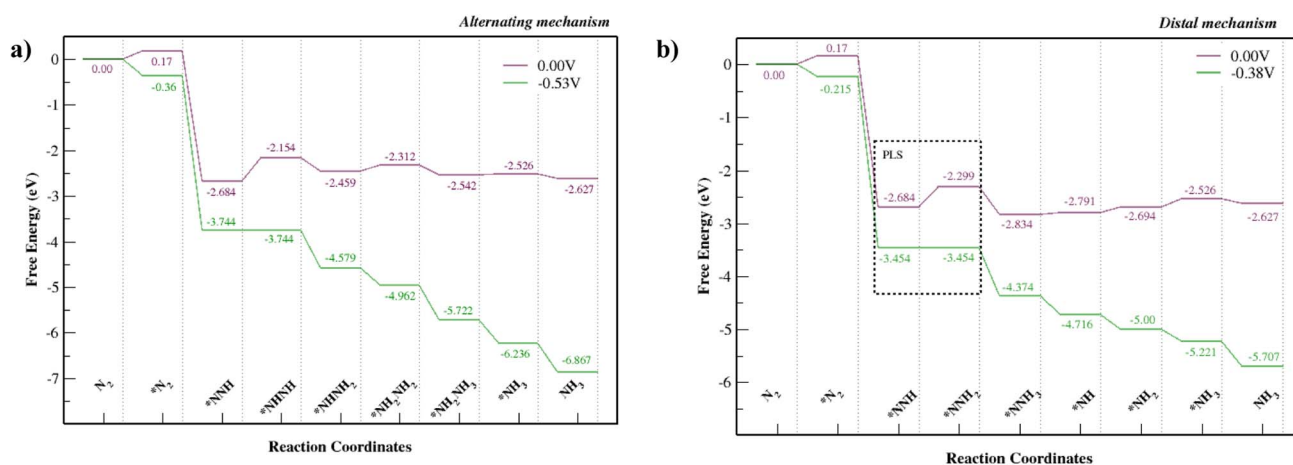 Alternating mechanism
a)
0.00V
-0.53V
Free Energy (eV)
0
-1
-2
-3
-4
-5
-6
-7
0.00
0.17
-0.36
-2.684
-2.154
-2.459
-2.312
-2.542
-2.526
-2.627
-3.744
-3.744
-4.579
-4.962
-5.722
-6.236
-6.867
N₂
*N₂
*NNH
*NHNH
*NHNH₂
*NH₂NH₂
*NH₂NH₃
*NH₃
NH₃
Reaction Coordinates
Distal mechanism
b)
0.00V
-0.38V
Free Energy (eV)
0
-1
-2
-3
-4
-5
-6
0.00
0.17
-0.215
PLS
-2.684
-2.299
-2.834
-2.791
-2.694
-2.526
-2.627
-3.454
-3.454
-4.374
-4.716
-5.00
-5.221
-5.707
N₂
*N₂
*NNH
*NNH₂
*NNH₃
*NH
*NH₂
*NH₃
NH₃
Reaction Coordinates